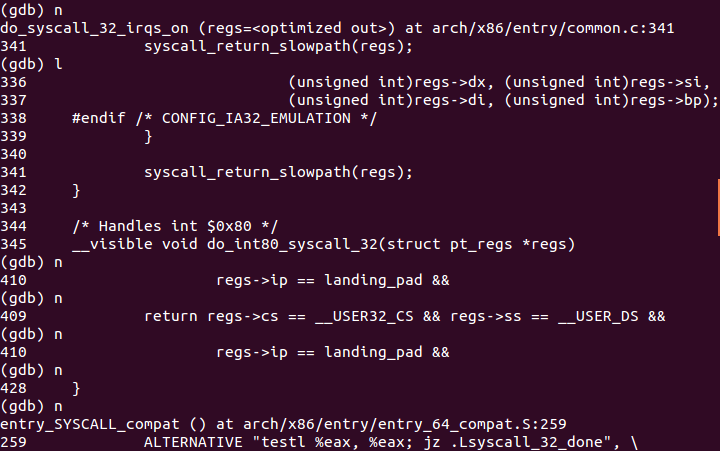 (gdb) n
do_syscall_32_irqs_on (regs=<optimized out>) at arch/x86/entry/common.c:341
341             syscall_return_slowpath(regs);
(gdb) l
336                             (unsigned int)regs->dx, (unsigned int)regs->si,
337                             (unsigned int)regs->di, (unsigned int)regs->bp);
338     #endif /* CONFIG_IA32_EMULATION */
339             }
340
341             syscall_return_slowpath(regs);
342     }
343
344     /* Handles int $0x80 */
345     __visible void do_int80_syscall_32(struct pt_regs *regs)
(gdb) n
410                     regs->ip == landing_pad &&
(gdb) n
409             return regs->cs == __USER32_CS && regs->ss == __USER_DS &&
(gdb) n
410                     regs->ip == landing_pad &&
(gdb) n
428     }
(gdb) n
entry_SYSCALL_compat () at arch/x86/entry/entry_64_compat.S:259
259             ALTERNATIVE "testl %eax, %eax; jz .Lsyscall_32_done", \